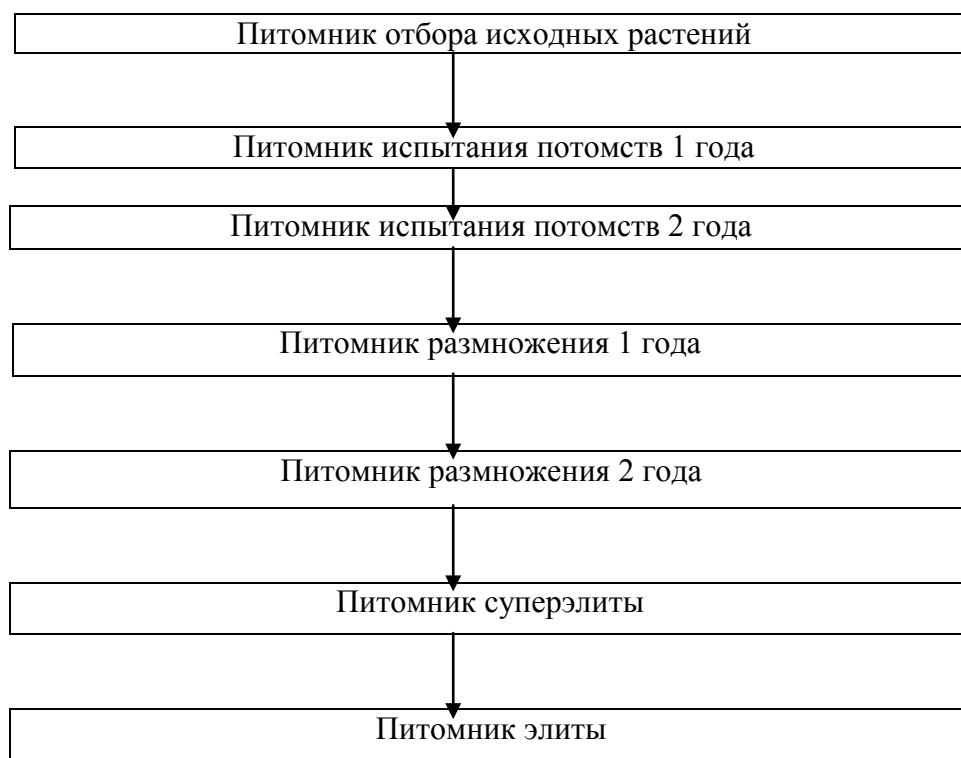 Питомник отбора исходных растений
Питомник испытания потомств 1 года
Питомник испытания потомств 2 года
Питомник размножения 1 года
Питомник размножения 2 года
Питомник суперэлиты
Питомник элиты